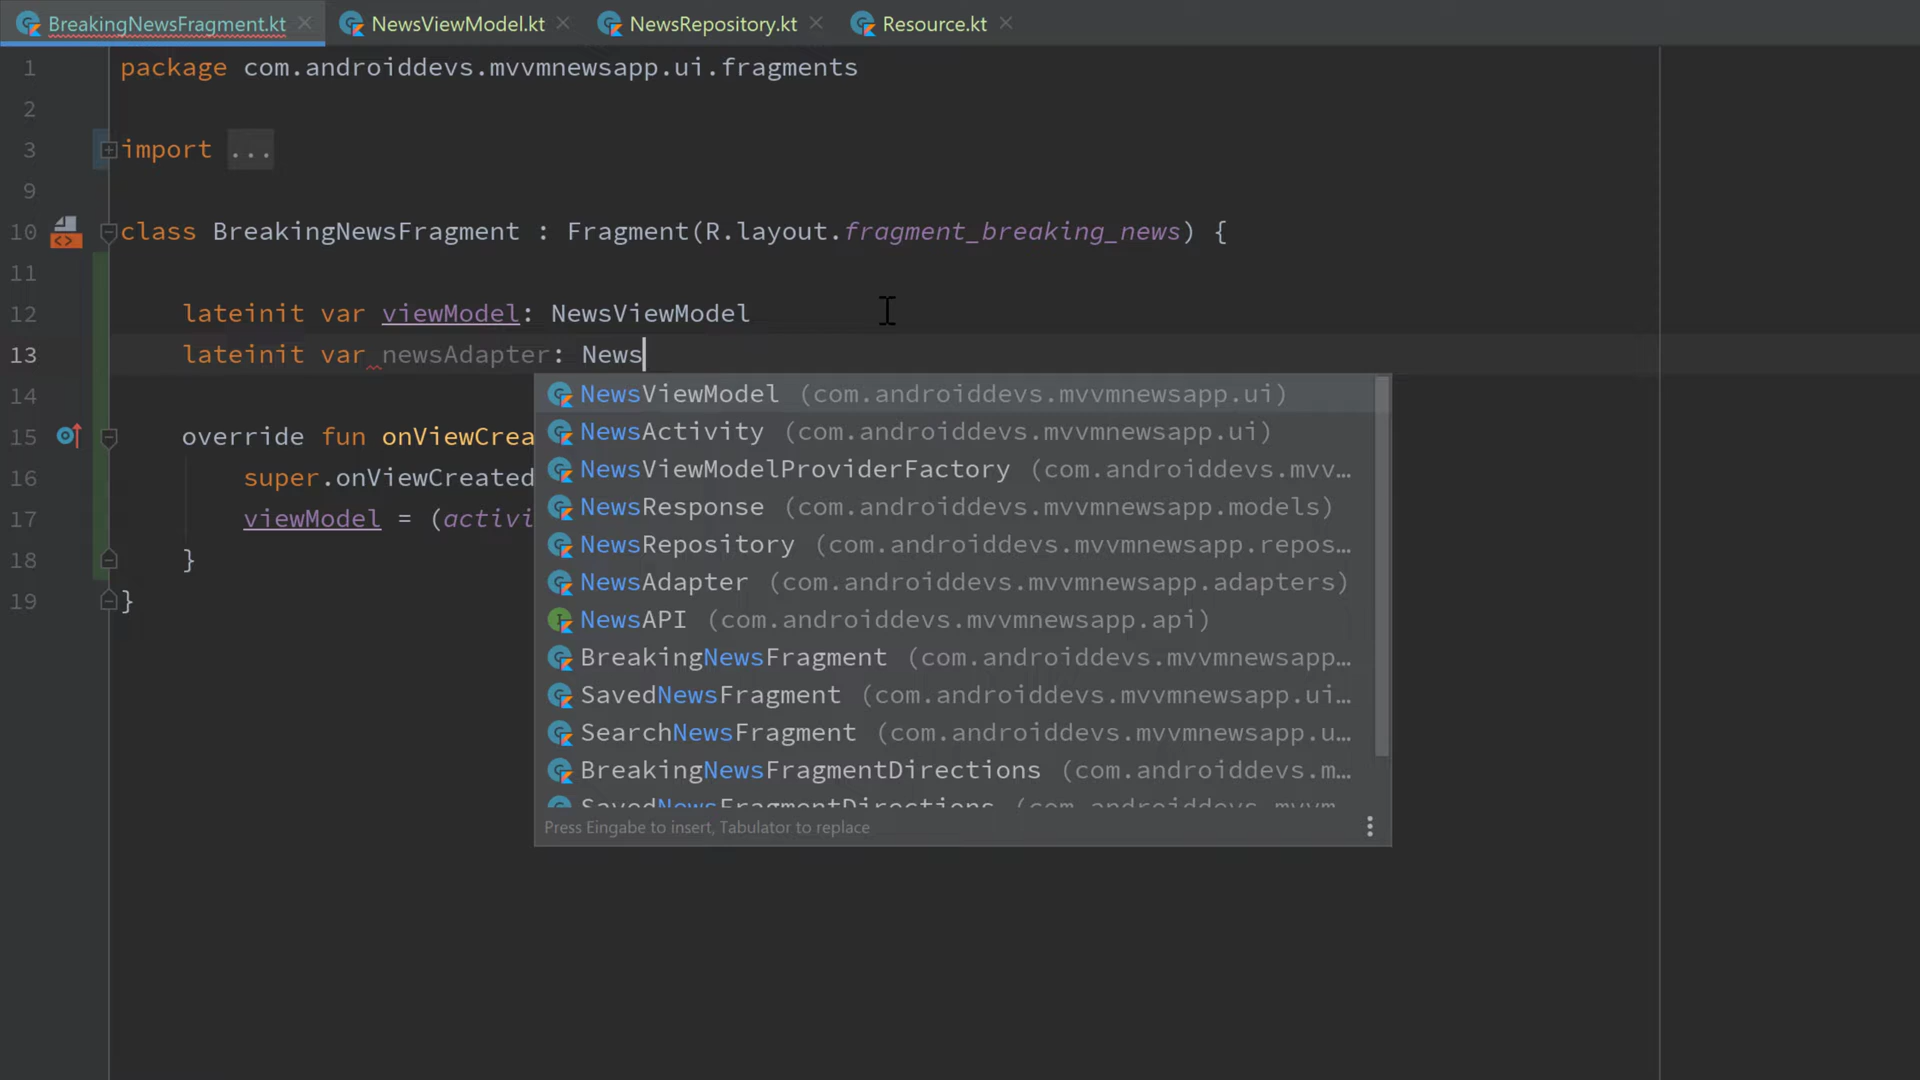 BreakingNewsFragment.kt NewsViewModel.kt NewsRepository.kt Resource.kt
1 package com.androiddevs.mvvmnewsapp.ui.fragments
2
3 import ...
9
10 class BreakingNewsFragment : Fragment(R.layout.fragment_breaking_news) {
11
12 lateinit var viewModel: NewsViewModel
13 lateinit var newsAdapter: News
14
15 override fun onViewCrea
16 super.onViewCreated
17 viewModel = (activi
18 }
19 }
NewsViewModel (com.androiddevs.mvvmnewsapp.ui)
NewsActivity (com.androiddevs.mvvmnewsapp.ui)
NewsViewModelProviderFactory (com.androiddevs.mvv…
NewsResponse (com.androiddevs.mvvmnewsapp.models)
NewsRepository (com.androiddevs.mvvmnewsapp.repos…
NewsAdapter (com.androiddevs.mvvmnewsapp.adapters)
NewsAPI (com.androiddevs.mvvmnewsapp.api)
BreakingNewsFragment (com.androiddevs.mvvmnewsapp…
SavedNewsFragment (com.androiddevs.mvvmnewsapp.ui…
SearchNewsFragment (com.androiddevs.mvvmnewsapp.u…
BreakingNewsFragmentDirections (com.androiddevs.m…
SavedNewsFragmentDirections (com.androiddevs.mvvm
Press Eingabe to insert, Tabulator to replace